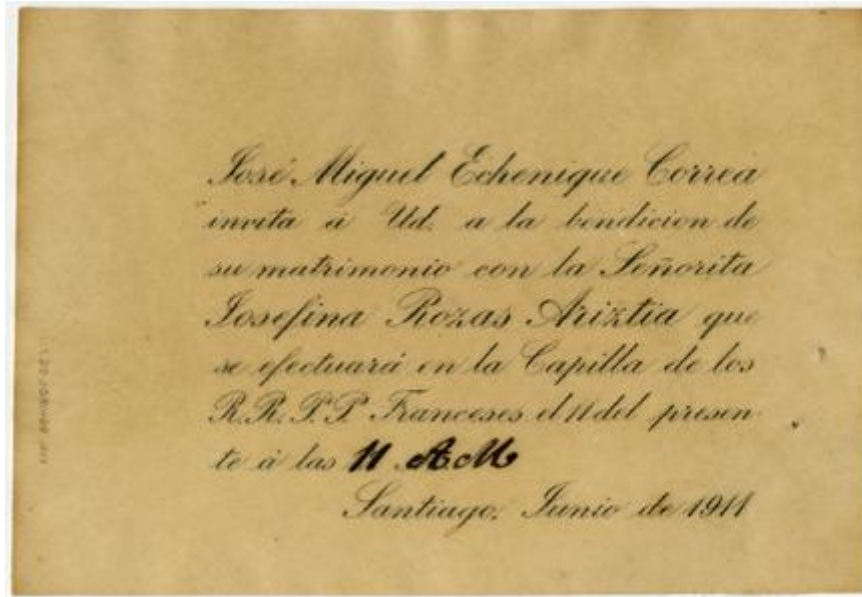 José Miguel Echenique Correa
invita á Ud. a la bendicion de
su matrimonio con la Señorita
Josefina Rozas Ariztia que
se efectuará en la Capilla de los
R.R. P.P. Franceses el 11 del presen-
te á las 11 AM
Santiago, Junio de 1911